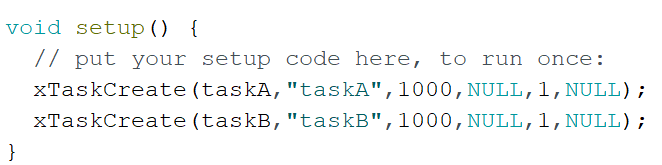 void setup() {
  // put your setup code here, to run once:
  xTaskCreate(taskA,"taskA",1000,NULL,1,NULL);
  xTaskCreate(taskB,"taskB",1000,NULL,1,NULL);
}